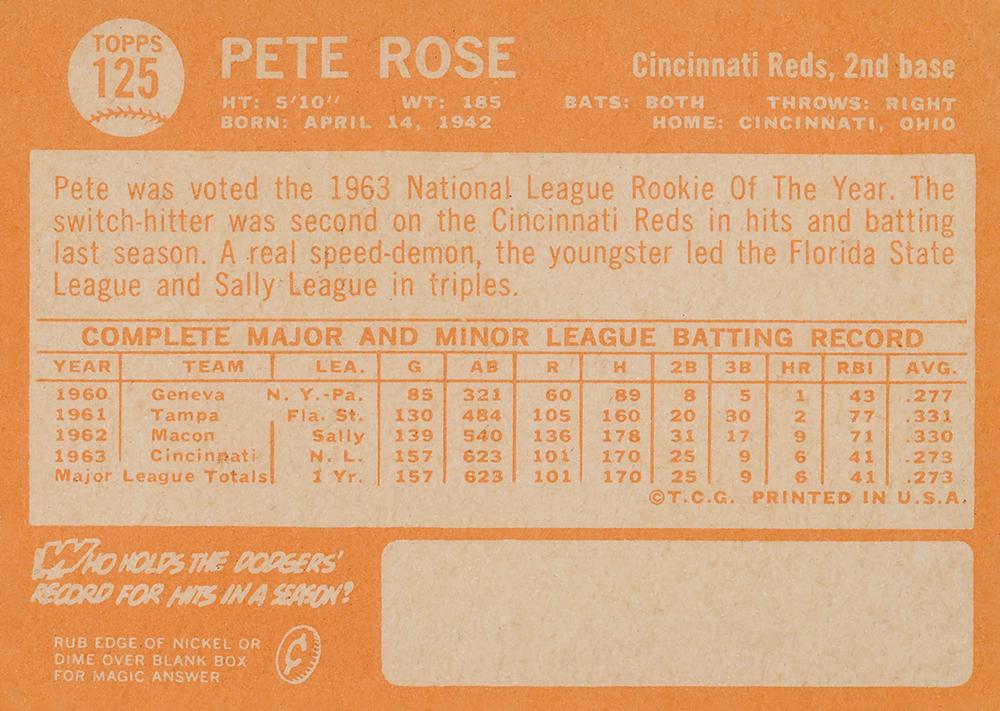 TOPPS
125
PETE ROSE
Cincinnati Reds, 2nd base
HT: 5'10" WT: 185 BATS: BOTH THROWS: RIGHT
BORN: APRIL 14, 1942 HOME: CINCINNATI, OHIO
Pete was voted the 1963 National League Rookie Of The Year. The
switch-hitter was second on the Cincinnati Reds in hits and batting
last season. A real speed-demon, the youngster led the Florida State
League and Sally League in triples.
COMPLETE MAJOR AND MINOR LEAGUE BATTING RECORD
YEAR TEAM LEA. G AB R H 2B 3B HR RBI AVG.
1960 Geneva N. Y.-Pa. 85 321 60 89 8 5 1 43 .277
1961 Tampa Fla. St. 130 484 105 160 20 30 2 77 .331
1962 Macon Sally 139 540 136 178 31 17 9 71 .330
1963 Cincinnati N. L. 157 623 101 170 25 9 6 41 .273
Major League Totals 1 Yr. 157 623 101 170 25 9 6 41 .273
©T.C.G. PRINTED IN U.S.A.
WHO HOLDS THE DODGERS'
RECORD FOR HITS IN A SEASON?
RUB EDGE OF NICKEL OR
DIME OVER BLANK BOX
FOR MAGIC ANSWER
¢